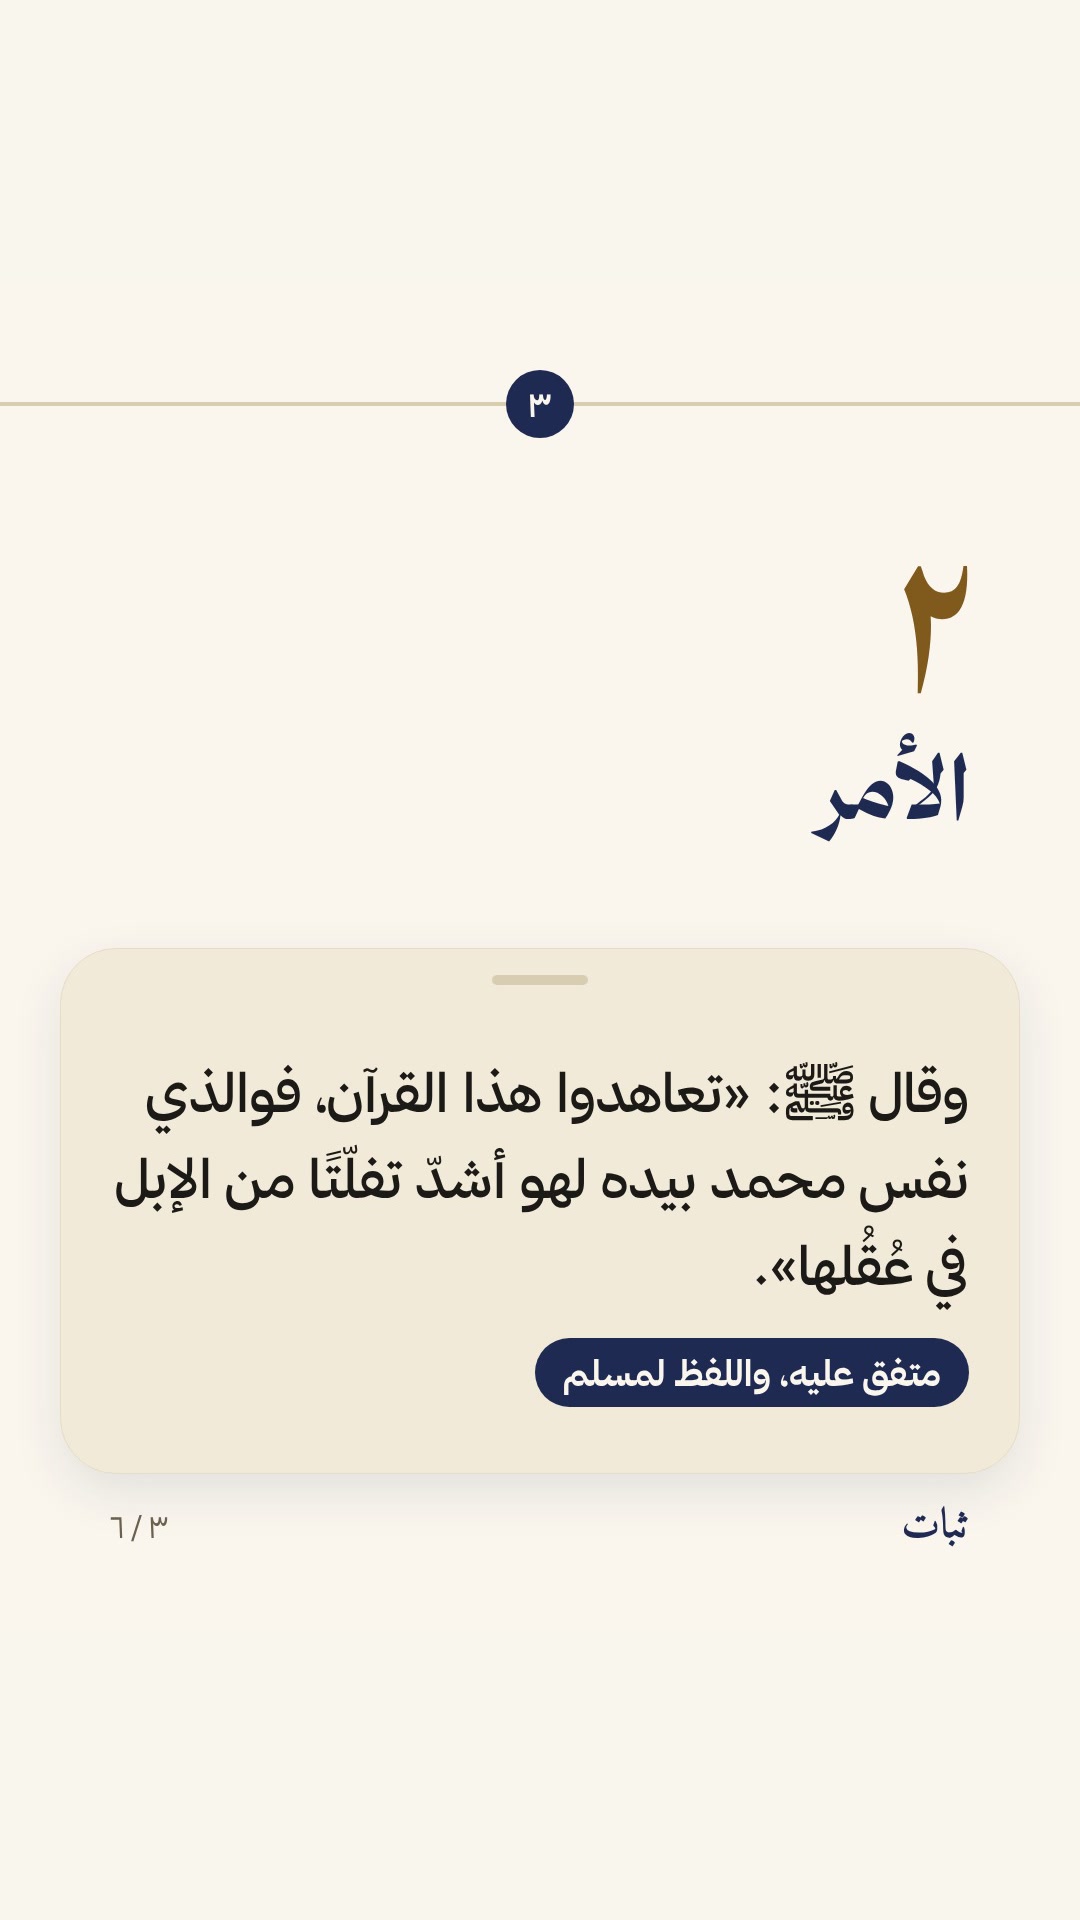 ٣
٢
الأمر
وقال ﷺ: «تعاهدوا هذا القرآن، فوالذي
نفس محمد بيده لهو أشدّ تفلّتًا من الإبل
في عُقُلها».
متفق عليه، واللفظ لمسلم
ثبات
٣/٦